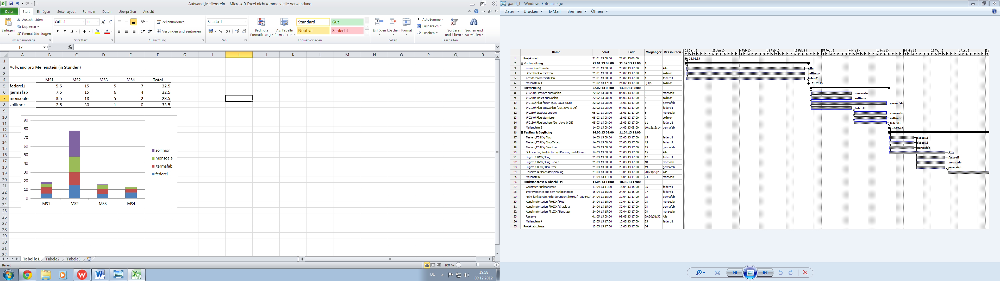 Aufwand_Meilenstein - Microsoft Excel nichtkommerzielle Verwendung
Datei Start Einfügen Seitenlayout Formeln Daten Überprüfen Ansicht
Einfügen
Ausschneiden
Kopieren
Format übertragen
Zwischenablage
Calibri 11
F K U
Schriftart
Zeilenumbruch
Verbinden und zentrieren
Ausrichtung
Standard
% 000
Zahl
Bedingte Formatierung
Als Tabelle formatieren
Standard Gut
Neutral Schlecht
Formatvorlagen
Einfügen Löschen Format
Zellen
AutoSumme
Füllbereich
Löschen
Sortieren und Filtern
Suchen und Auswählen
Bearbeiten
I7 fx
A B C D E F G H I J K L M N O P Q R
1
2 Aufwand pro Meilenstein (in Stunden)
3
4 MS1 MS2 MS3 MS4 Total
5 federcl1 5.5 15 5 7 32.5
6 germafab 7.5 15 6 4 32.5
7 monsoale 3.5 18 5 2 28.5
8 zollimor 2.5 30 1 0 33.5
9
10
11
12
13
14
15
16
17
18
19
20
21
22
23
24
25
26
27
28
29
30
31
32
90
80
70
60
50
40
30
20
10
0
MS1 MS2 MS3 MS4
zollimor
monsoale
germafab
federcl1
Tabelle1 Tabelle2 Tabelle3
Bereit 100 %
DE 19:58
09.12.2012
gantt_1 - Windows-Fotoanzeige
Datei Drucken E-Mail Brennen Öffnen
Name Start Ende Vorgänger Ressourcen
1 Projektstart 21.01.13 08:00 21.01.13 08:00
2 Vorbereitung 21.01.13 08:00 21.02.13 17:00 1
3 KnowHow-Transfer 21.01.13 08:00 20.02.13 17:00 1 Alle
4 Datenbank aufsetzen 21.01.13 08:00 20.02.13 17:00 1 zollimor
5 Testdaten bereitstellen 21.01.13 08:00 20.02.13 17:00 1 federcl1
6 Meilenstein 1 21.02.13 17:00 21.02.13 17:00 3;4;5 zollimor
7 Entwicklung 22.02.13 08:00 14.03.13 08:00
8 /F0220/ Sitzplatz auswählen 22.02.13 08:00 04.03.13 17:00 6 monsoale
9 /F0210/ Ticket auswählen 22.02.13 08:00 04.03.13 17:00 6 zollimor
10 /F011X/ Flug finden (Gui, Java & DB) 22.02.13 08:00 13.03.13 17:00 6 germafab
11 /F0120/ Flug auswählen (Gui, Java & DB) 22.02.13 08:00 04.03.13 17:00 6 federcl1
12 /F0230/ Sitzplatz ändern 05.03.13 08:00 13.03.13 17:00 8 monsoale
13 /F0240/ Flug stornieren 05.03.13 08:00 13.03.13 17:00 9 zollimor
14 /F0130/ Flug buchen (Gui, Java & DB) 05.03.13 08:00 13.03.13 17:00 11 federcl1
15 Meilenstein 2 14.03.13 08:00 14.03.13 08:00 10;12;13;14 germafab
16 Testing & Bugfixing 14.03.13 08:00 11.04.13 11:00
17 Testen /F01XX/ Flug 14.03.13 08:00 20.03.13 17:00 15 federcl1
18 Testen /F02XX/ Flug-Ticket 14.03.13 08:00 20.03.13 17:00 15 federcl1
19 Testen /F03XX/ Benutzer 14.03.13 08:00 20.03.13 17:00 15 germafab
20 Dokumente, Protokolle und Planung nachführen 14.03.13 08:00 28.03.13 17:00 15 Alle
21 Bugfix /F01XX/ Flug 21.03.13 08:00 28.03.13 17:00 17 federcl1
22 Bugfix /F02XX/ Flug-Ticket 21.03.13 08:00 28.03.13 17:00 18 monsoale
23 Bugfix /F03XX/ Benutzer 21.03.13 08:00 28.03.13 17:00 19 germafab
24 Reserve & Meilensteinplanung 29.03.13 08:00 10.04.13 17:00 20;21;22;23 Alle
25 Meilenstein 3 11.04.13 11:00 11.04.13 11:00 24 monsoale
26 Funktionstest & Abschluss 11.04.13 11:00 10.05.13 17:00
27 Gesamter Funktionstest 11.04.13 11:00 15.04.13 15:00 25 federcl1
28 Improvements aus dem Funktionstest 15.04.13 15:00 24.04.13 15:00 27 federcl1
29 Nicht funktionale Anforderungen /R0500/ - /R0540/ 24.04.13 15:00 30.04.13 17:00 28 germafab
30 Abnahmekriterien /T08XX/ Flug 24.04.13 15:00 30.04.13 17:00 28 monsoale
31 Abnahmekriterien /T09XX/ Sitzplatz 24.04.13 15:00 30.04.13 17:00 28 germafab
32 Abnahmekriterien /T10XX/ Benutzer 24.04.13 15:00 30.04.13 17:00 28 monsoale
33 Reserve 01.05.13 08:00 09.05.13 17:00 29;30;31;32 Alle
34 Meilenstein 4 10.05.13 17:00 10.05.13 17:00 33 federcl1
35 Projektabschluss 10.05.13 17:00 10.05.13 17:00 34
21 Jan 13 28 Jan 13 4 Feb 13 11 Feb 13 18 Feb 13 25 Feb 13 4 Mrz 13 11 Mrz 13 18 Mrz 13 25 Mrz 13 1 Apr 13 8 A
21.01.13
Alle
zollimor
federcl1
21.02.13
monsoale
zollimor
germafab
federcl1
monsoale
zollimor
federcl1
14.03.13
federcl1
federcl1
germafab
Alle
federcl1
monsoale
germafab